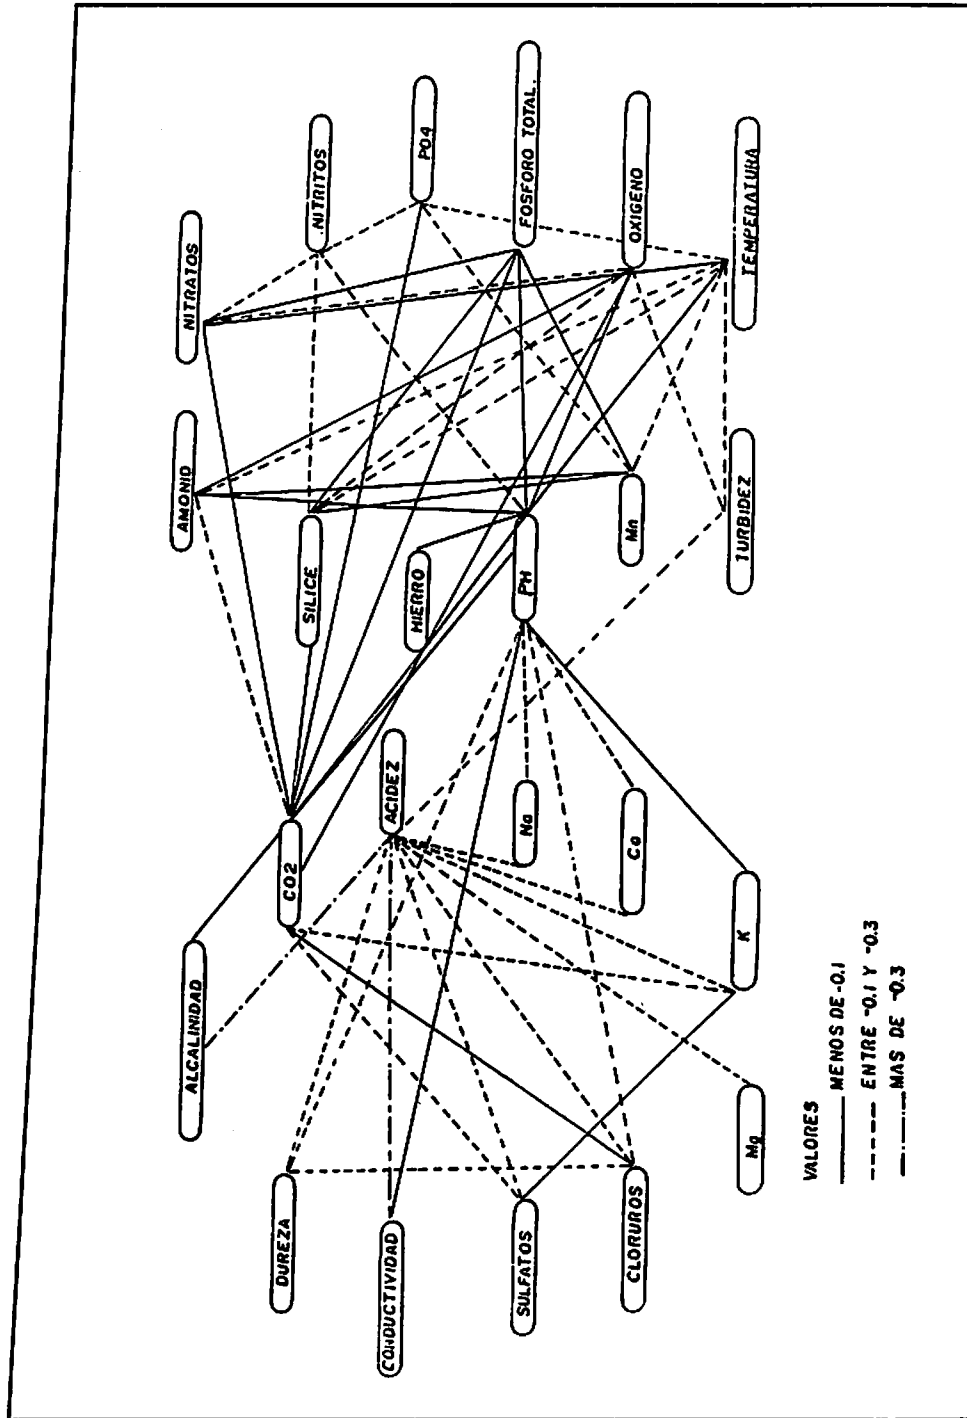 ALCALINIDAD
AMONIO
NITRATOS
DUREZA
CO2
SILICE
.NITRITOS
CONDUCTIVIDAD
ACIDEZ
HIERRO
PO4
SULFATOS
Na
PH
FOSFORO TOTAL.
CLORUROS
Ca
Mn
OXIGENO
Mg
K
TURBIDEZ
TEMPERATURA
VALORES
MENOS DE -0.1
ENTRE -0.1 Y -0.3
MAS DE -0.3